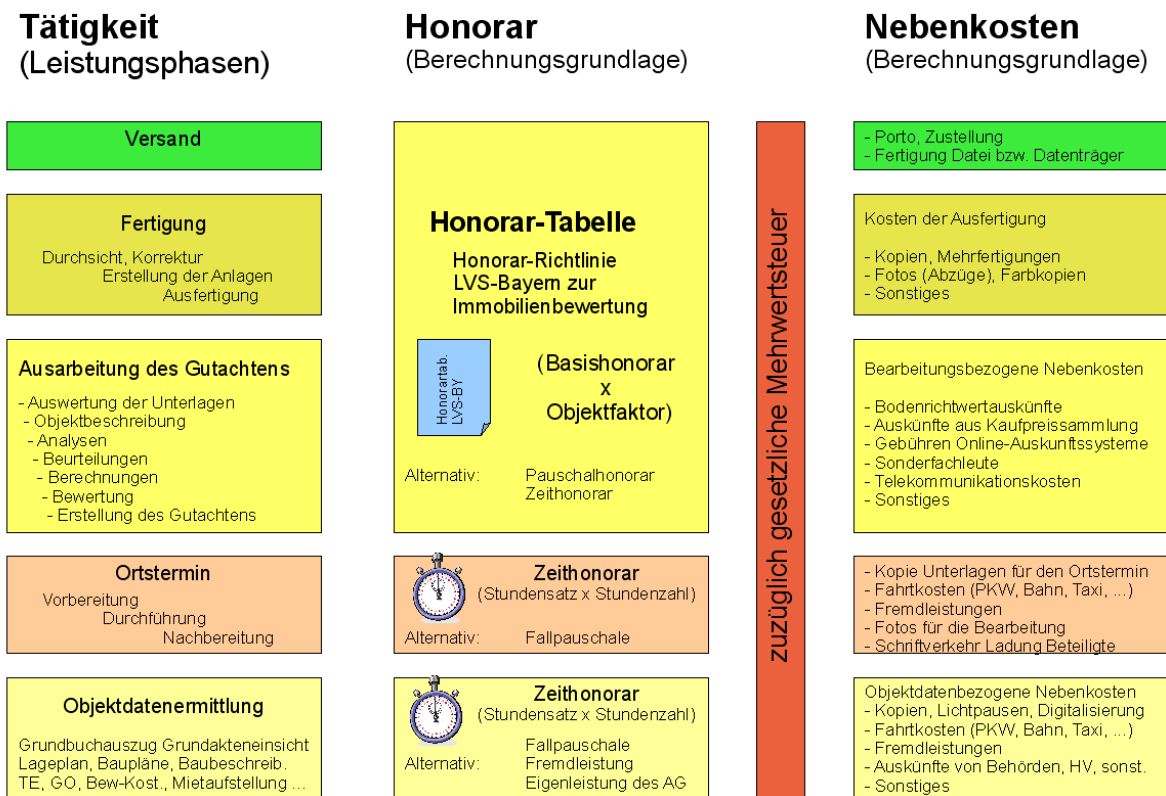 Tätigkeit
(Leistungsphasen)
Honorar
(Berechnungsgrundlage)
Nebenkosten
(Berechnungsgrundlage)
Versand
Fertigung
Durchsicht, Korrektur
Erstellung der Anlagen
Ausfertigung
Ausarbeitung des Gutachtens
- Auswertung der Unterlagen
- Objektbeschreibung
- Analysen
- Beurteilungen
- Berechnungen
- Bewertung
- Erstellung des Gutachtens
Ortstermin
Vorbereitung
Durchführung
Nachbereitung
Objektdatenermittlung
Grundbuchauszug Grundakteneinsicht
Lageplan, Baupläne, Baubeschreib.
TE, GO, Bew-Kost., Mietaufstellung ...
Honorar-Tabelle
Honorar-Richtlinie
LVS-Bayern zur
Immobilienbewertung
Honorartab.
LVS-BY
(Basishonorar
x
Objektfaktor)
Alternativ: Pauschalhonorar
Zeithonorar
Zeithonorar
(Stundensatz x Stundenzahl)
Alternativ: Fallpauschale
Zeithonorar
(Stundensatz x Stundenzahl)
Fallpauschale
Alternativ: Fremdleistung
Eigenleistung des AG
zuzüglich gesetzliche Mehrwertsteuer
- Porto, Zustellung
- Fertigung Datei bzw. Datenträger
Kosten der Ausfertigung
- Kopien, Mehrfertigungen
- Fotos (Abzüge), Farbkopien
- Sonstiges
Bearbeitungsbezogene Nebenkosten
- Bodenrichtwertauskünfte
- Auskünfte aus Kaufpreissammlung
- Gebühren Online-Auskunftssysteme
- Sonderfachleute
- Telekommunikationskosten
- Sonstiges
- Kopie Unterlagen für den Ortstermin
- Fahrtkosten (PKW, Bahn, Taxi, ...)
- Fremdleistungen
- Fotos für die Bearbeitung
- Schriftverkehr Ladung Beteiligte
Objektdatenbezogene Nebenkosten
- Kopien, Lichtpausen, Digitalisierung
- Fahrtkosten (PKW, Bahn, Taxi, ...)
- Fremdleistungen
- Auskünfte von Behörden, HV, sonst.
- Sonstiges